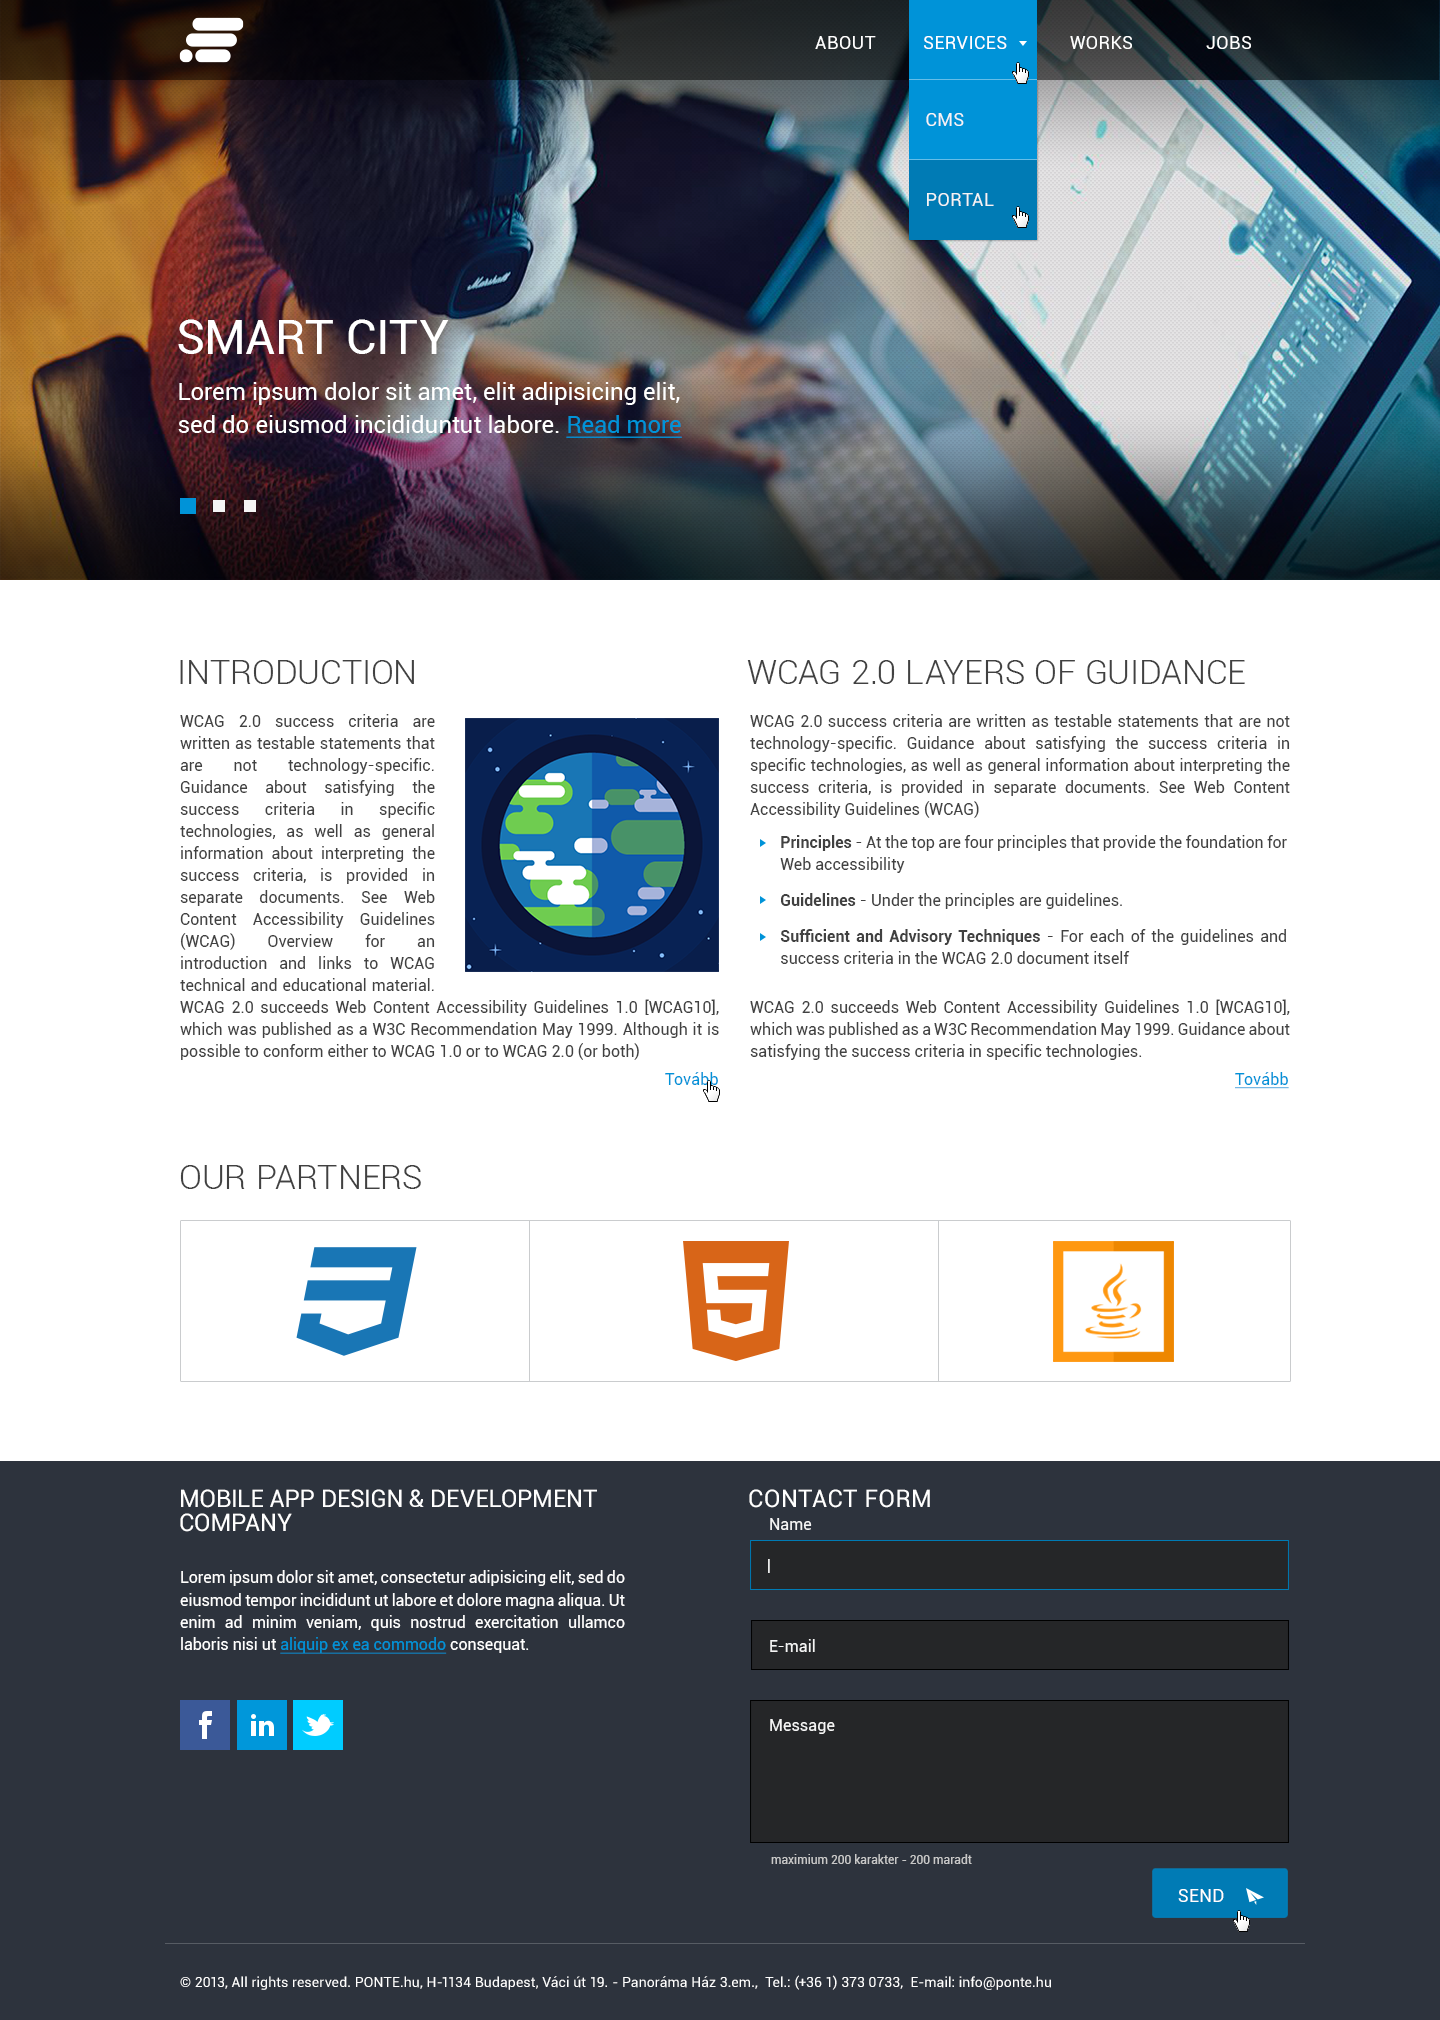 ABOUT SERVICES WORKS JOBS
CMS
PORTAL
Marshall
SMART CITY
Lorem ipsum dolor sit amet, elit adipisicing elit,
sed do eiusmod incididuntut labore. Read more
INTRODUCTION
WCAG 2.0 success criteria are
written as testable statements that
are not technology-specific.
Guidance about satisfying the
success criteria in specific
technologies, as well as general
information about interpreting the
success criteria, is provided in
separate documents. See Web
Content Accessibility Guidelines
(WCAG) Overview for an
introduction and links to WCAG
technical and educational material.
WCAG 2.0 succeeds Web Content Accessibility Guidelines 1.0 [WCAG10],
which was published as a W3C Recommendation May 1999. Although it is
possible to conform either to WCAG 1.0 or to WCAG 2.0 (or both)
Tovább
WCAG 2.0 LAYERS OF GUIDANCE
WCAG 2.0 success criteria are written as testable statements that are not
technology-specific. Guidance about satisfying the success criteria in
specific technologies, as well as general information about interpreting the
success criteria, is provided in separate documents. See Web Content
Accessibility Guidelines (WCAG)
Principles - At the top are four principles that provide the foundation for
Web accessibility
Guidelines - Under the principles are guidelines.
Sufficient and Advisory Techniques - For each of the guidelines and
success criteria in the WCAG 2.0 document itself
WCAG 2.0 succeeds Web Content Accessibility Guidelines 1.0 [WCAG10],
which was published as a W3C Recommendation May 1999. Guidance about
satisfying the success criteria in specific technologies.
Tovább
OUR PARTNERS
MOBILE APP DESIGN & DEVELOPMENT
COMPANY
Lorem ipsum dolor sit amet, consectetur adipisicing elit, sed do
eiusmod tempor incididunt ut labore et dolore magna aliqua. Ut
enim ad minim veniam, quis nostrud exercitation ullamco
laboris nisi ut aliquip ex ea commodo consequat.
f in
CONTACT FORM
Name
E-mail
Message
maximium 200 karakter - 200 maradt
SEND
© 2013, All rights reserved. PONTE.hu, H-1134 Budapest, Váci út 19. - Panoráma Ház 3.em., Tel.: (+36 1) 373 0733, E-mail: info@ponte.hu